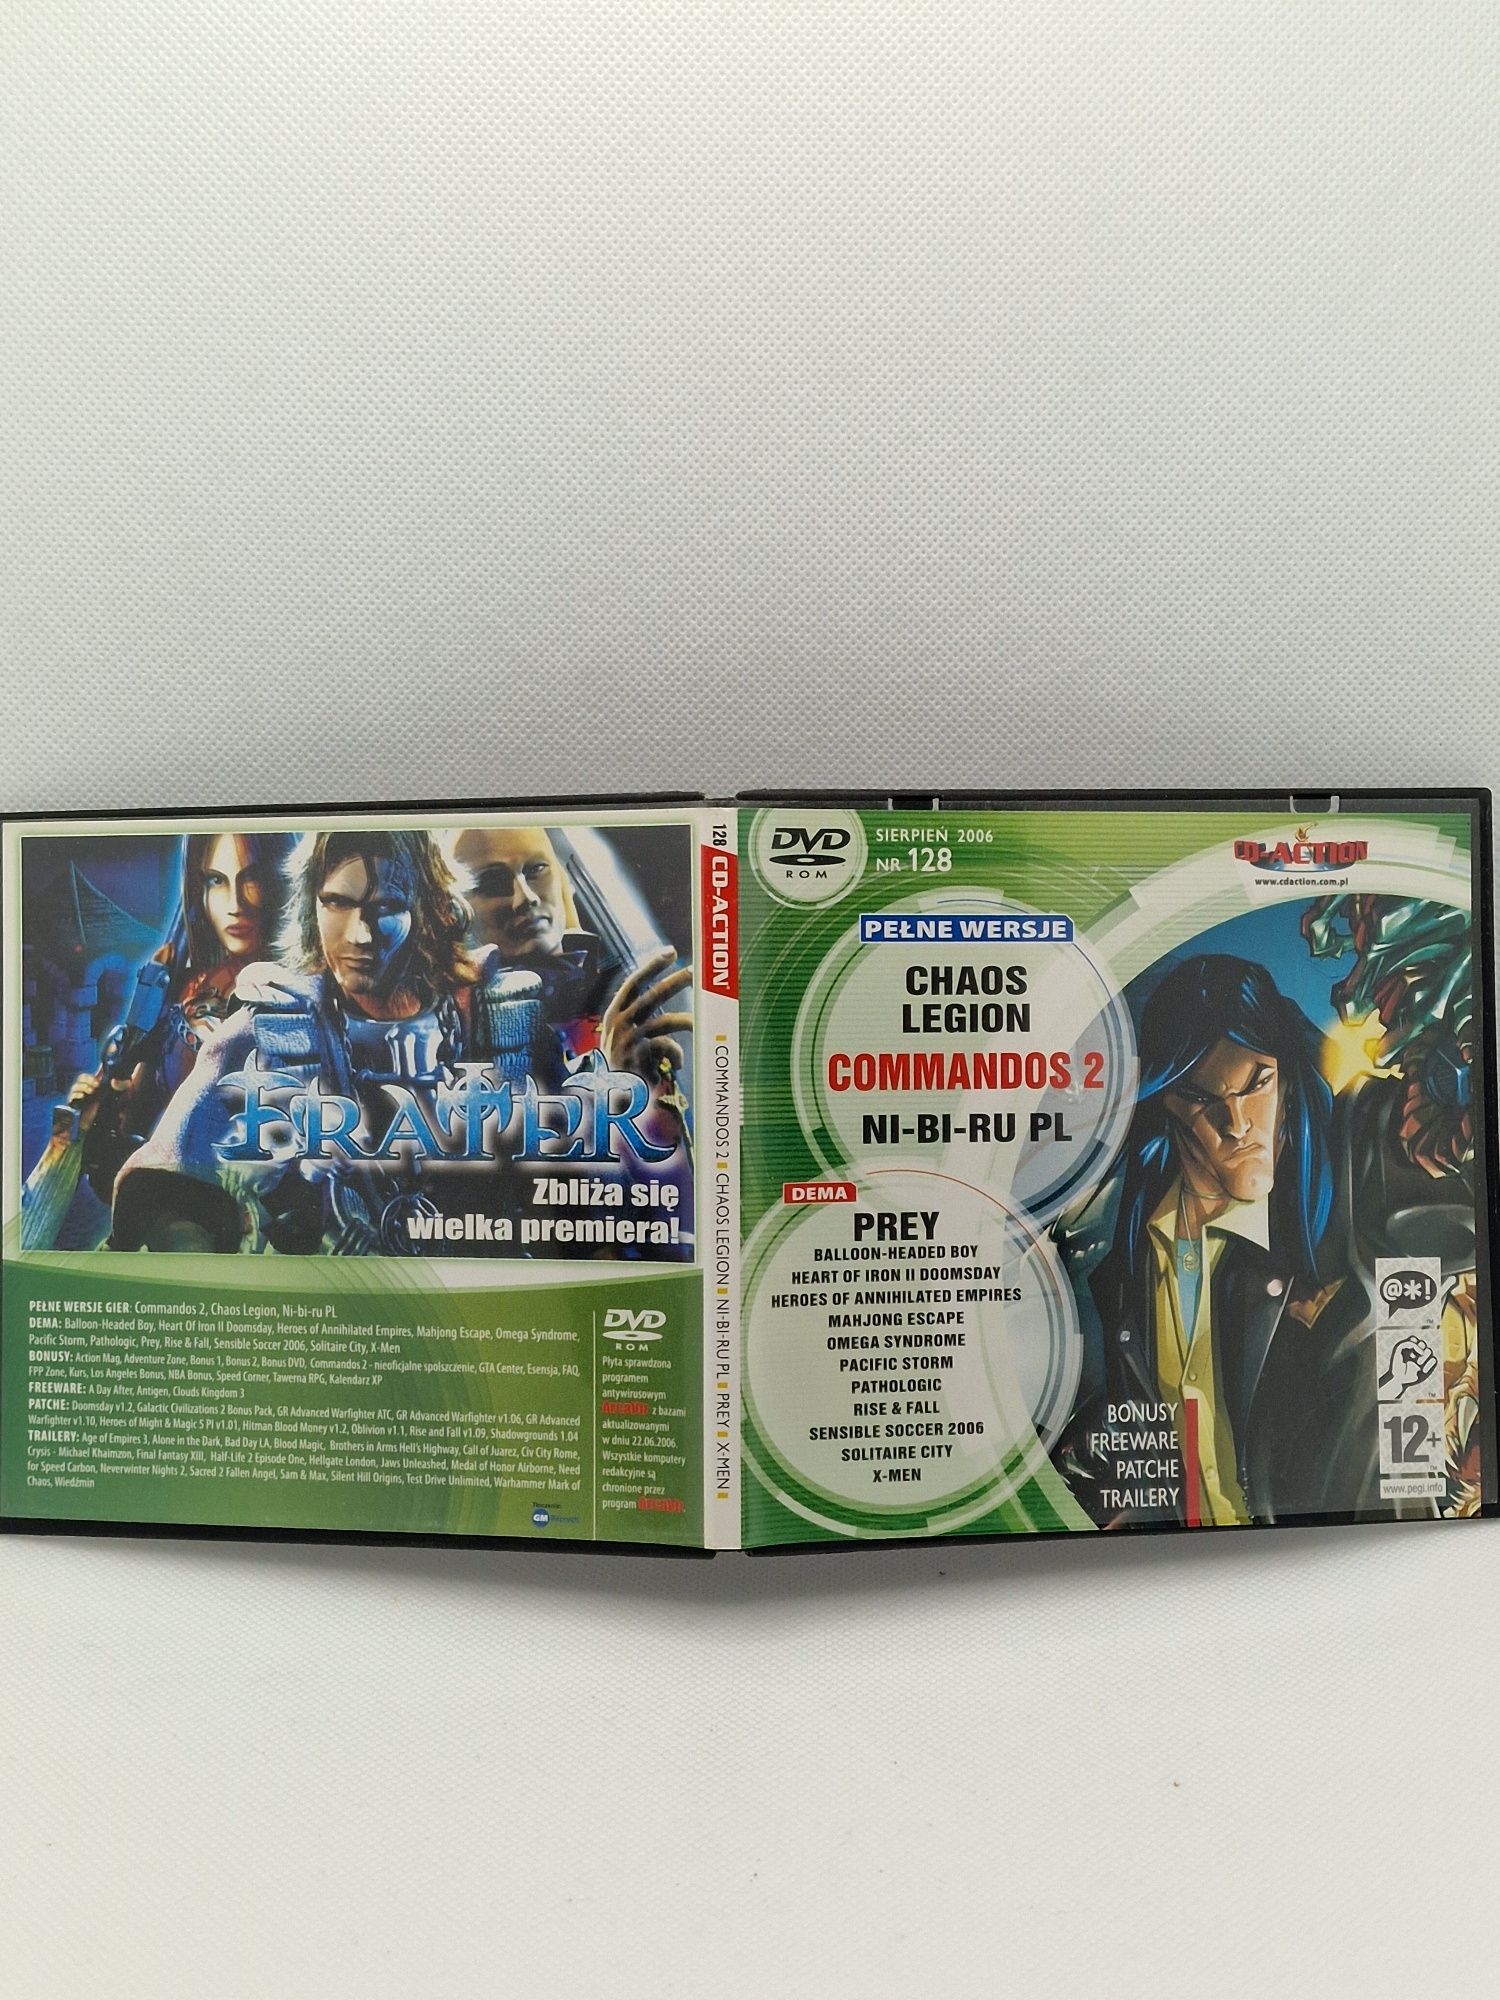 FRATER
Zbliża się
wielka premiera!
PEŁNE WERSJE GIER: Commandos 2, Chaos Legion, Ni-bi-ru PL
DEMA: Balloon-Headed Boy, Heart Of Iron II Doomsday, Heroes of Annihilated Empires, Mahjong Escape, Omega Syndrome,
Pacific Storm, Pathologic, Prey, Rise & Fall, Sensible Soccer 2006, Solitaire City, X-Men
BONUSY: Action Mag, Adventure Zone, Bonus 1, Bonus 2, Bonus DVD, Commandos 2 - nieoficjalne spolszczenie, GTA Center, Esensja, FAQ,
FPP Zone, Kurs, Los Angeles Bonus, NBA Bonus, Speed Corner, Tawerna RPG, Kalendarz XP
FREEWARE: A Day After, Antigen, Clouds Kingdom 3
PATCHE: Doomsday v1.2, Galactic Civilizations 2 Bonus Pack, GR Advanced Warfighter ATC, GR Advanced Warfighter v1.06, GR Advanced
Warfighter v1.10, Heroes of Might & Magic 5 Pl v1.01, Hitman Blood Money v1.2, Oblivion v1.1, Rise and Fall v1.09, Shadowgrounds 1.04
TRAILERY: Age of Empires 3, Alone in the Dark, Bad Day LA, Blood Magic, Brothers in Arms Hell's Highway, Call of Juarez, Civ City Rome,
Crysis - Michael Khaimzon, Final Fantasy XIII, Half-Life 2 Episode One, Hellgate London, Jaws Unleashed, Medal of Honor Airborne, Need
for Speed Carbon, Neverwinter Nights 2, Sacred 2 Fallen Angel, Sam & Max, Silent Hill Origins, Test Drive Unlimited, Warhammer Mark of
Chaos, Wiedźmin
Tłoczenie:
GM Records
DVD
ROM
Płyta sprawdzona
programem
antywirusowym
ArcaVir z bazami
aktualizowanymi
w dniu 22.06.2006.
Wszystkie komputery
redakcyjne są
chronione przez
program ArcaVir.
128 CD-ACTION
COMMANDOS 2 CHAOS LEGION NI-BI-RU PL PREY X-MEN
DVD
ROM
SIERPIEŃ 2006
NR 128
CD-ACTION
www.cdaction.com.pl
PEŁNE WERSJE
CHAOS
LEGION
COMMANDOS 2
NI-BI-RU PL
DEMA
PREY
BALLOON-HEADED BOY
HEART OF IRON II DOOMSDAY
HEROES OF ANNIHILATED EMPIRES
MAHJONG ESCAPE
OMEGA SYNDROME
PACIFIC STORM
PATHOLOGIC
RISE & FALL
SENSIBLE SOCCER 2006
SOLITAIRE CITY
X-MEN
BONUSY
FREEWARE
PATCHE
TRAILERY
@*!
12+
www.pegi.info